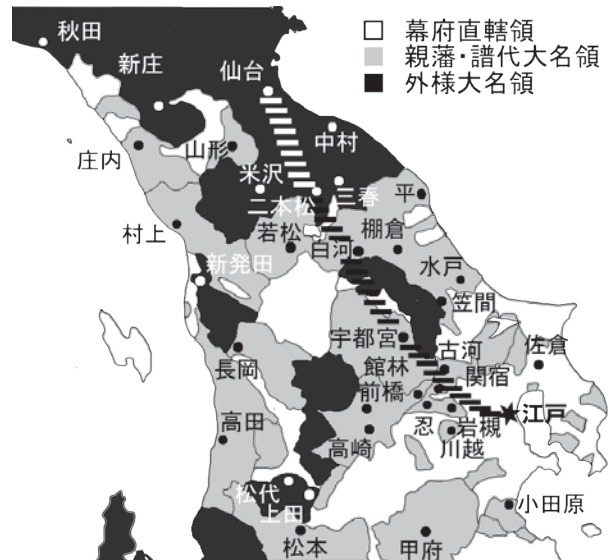 幕府直轄領
親藩・譜代大名領
外様大名領
秋田
新庄
仙台
庄内
山形
中村
米沢
二本松
三春
平
村上
若松
白河
棚倉
新発田
水戸
笠間
宇都宮
古河
佐倉
長岡
館林
関宿
前橋
江戸
高田
忍
岩槻
高崎
川越
松代
上田
小田原
松本
甲府